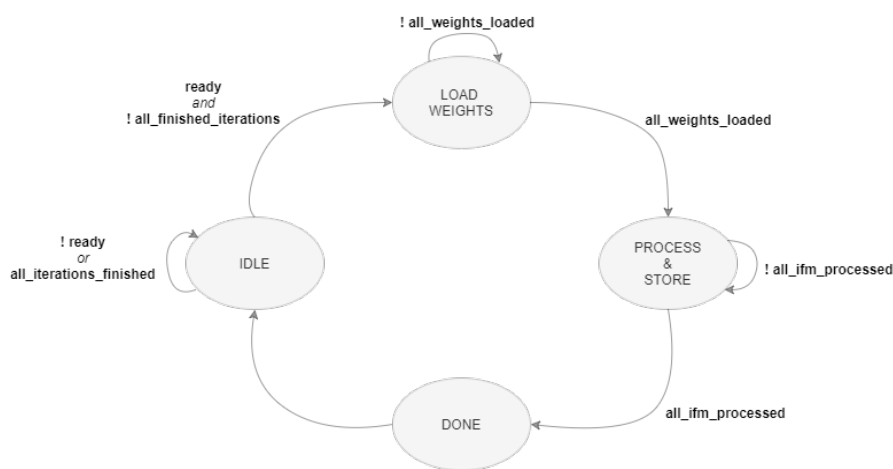 ! all_weights_loaded
LOAD
WEIGHTS
ready
and
! all_finished_iterations
all_weights_loaded
! ready
or
all_iterations_finished
IDLE
PROCESS
&
STORE
! all_ifm_processed
all_ifm_processed
DONE